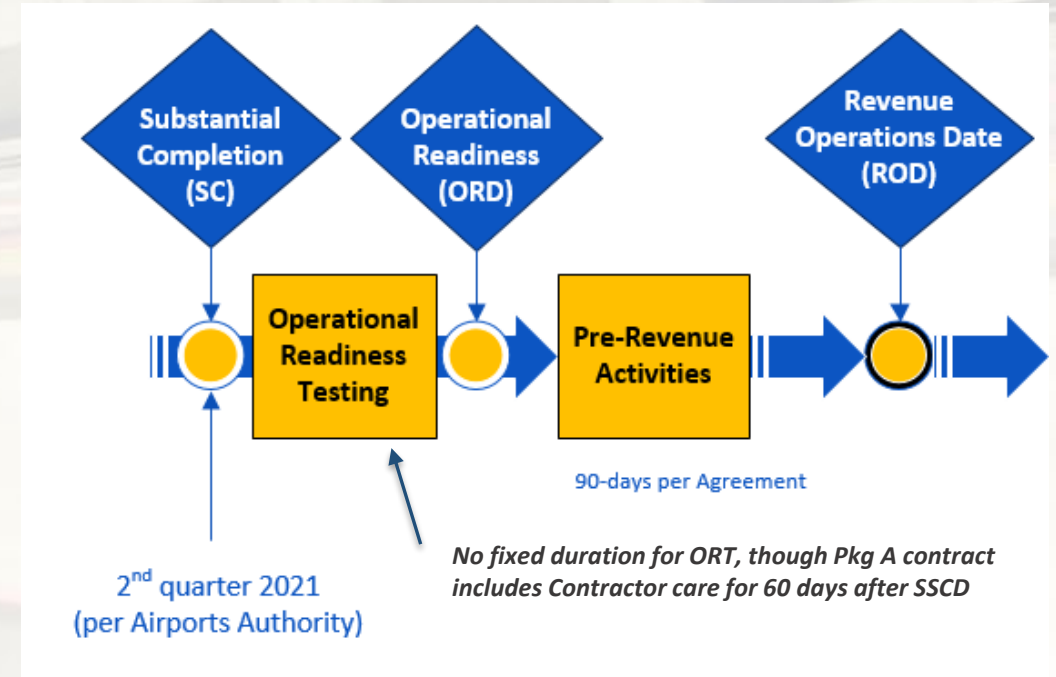 Substantial
Completion
(SC)
Operational
Readiness
(ORD)
Revenue
Operations Date
(ROD)
Operational
Readiness
Testing
Pre-Revenue
Activities
90-days per Agreement
No fixed duration for ORT, though Pkg A contract
includes Contractor care for 60 days after SSCD
2nd quarter 2021
(per Airports Authority)